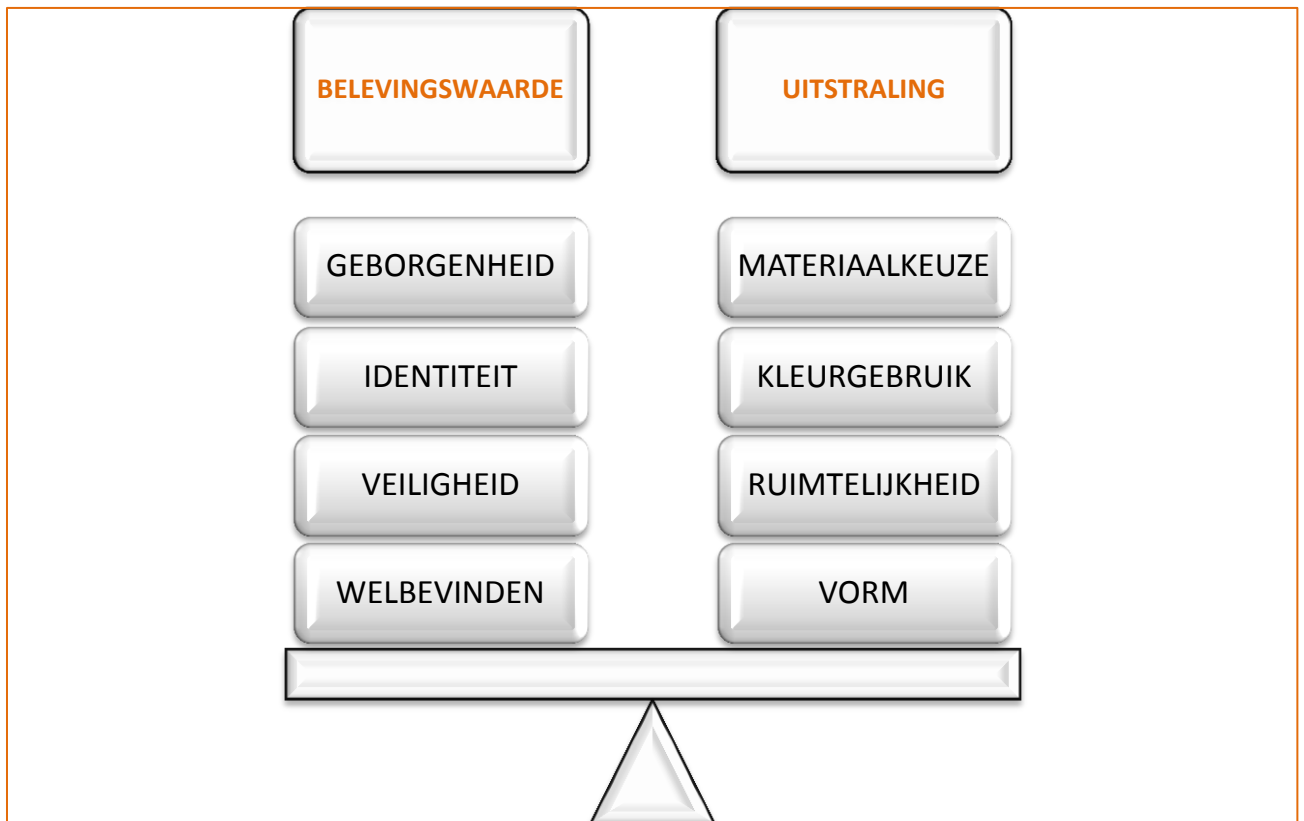 BELEVINGSWAARDE
UITSTRALING
GEBORGENHEID
MATERIAALKEUZE
IDENTITEIT
KLEURGEBRUIK
VEILIGHEID
RUIMTELIJKHEID
WELBEVINDEN
VORM